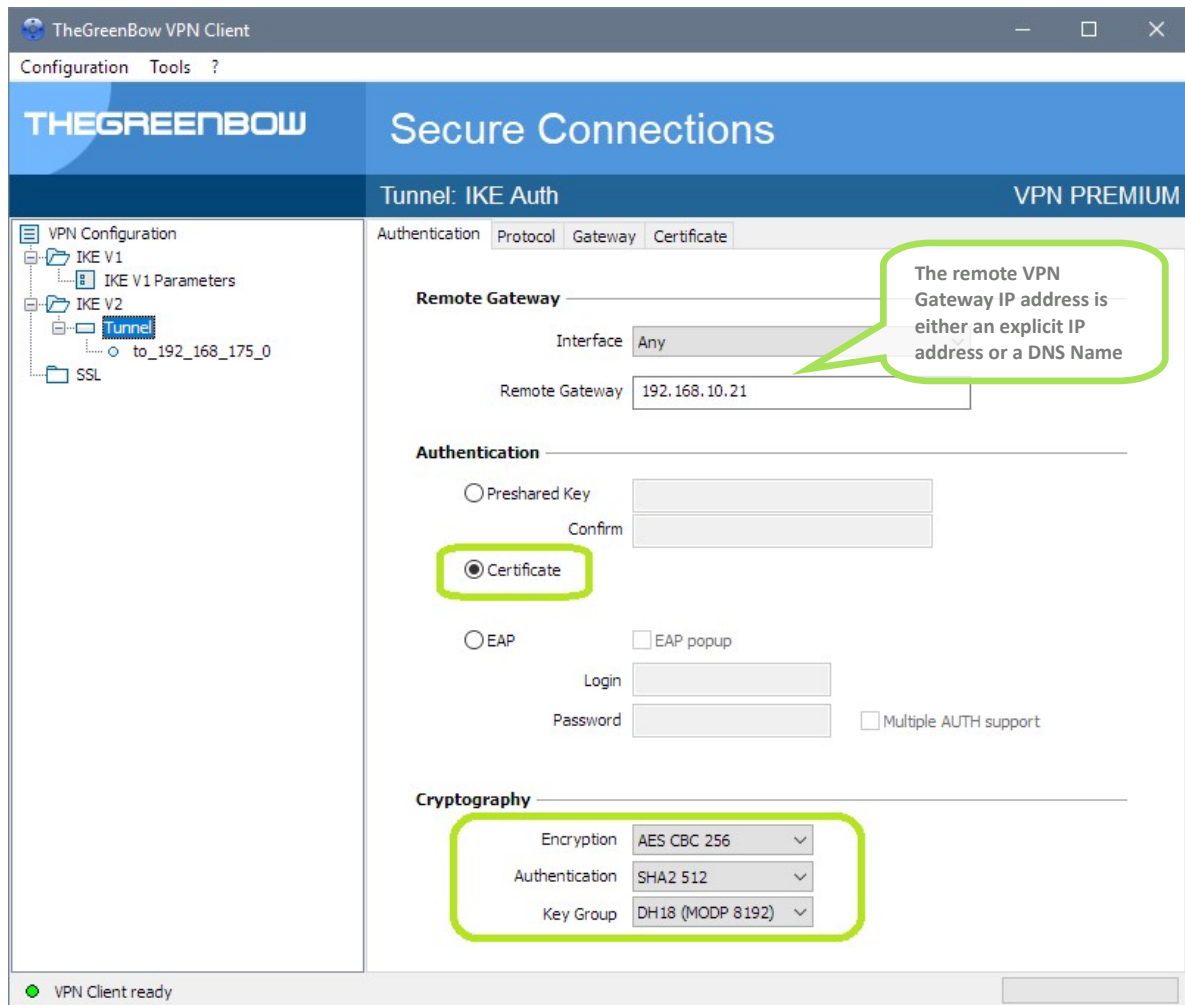 TheGreenBow VPN Client
Configuration Tools ?
THEGREENBOW
Secure Connections
Tunnel: IKE Auth
VPN PREMIUM
VPN Configuration
IKE V1
IKE V1 Parameters
IKE V2
Tunnel
to_192_168_175_0
SSL
Authentication Protocol Gateway Certificate
The remote VPN
Gateway IP address is
either an explicit IP
address or a DNS Name
Remote Gateway
Interface Any
Remote Gateway 192.168.10.21
Authentication
Preshared Key
Confirm
Certificate
EAP EAP popup
Login
Password Multiple AUTH support
Cryptography
Encryption AES CBC 256
Authentication SHA2 512
Key Group DH18 (MODP 8192)
VPN Client ready